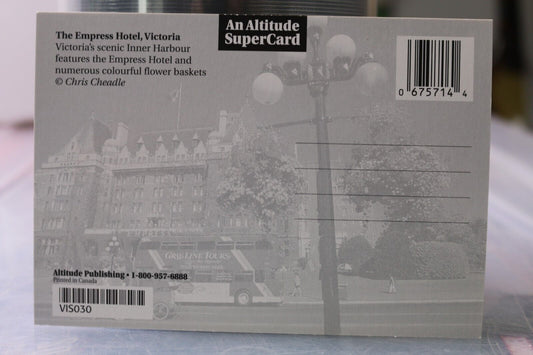 An Altitude
SuperCard
The Empress Hotel, Victoria
Victoria's scenic Inner Harbour
features the Empress Hotel and
numerous colourful flower baskets
© Chris Cheadle
0 675714 4
GRAY LINE TOURS
Altitude Publishing • 1-800-957-6888
Printed in Canada
VIS030